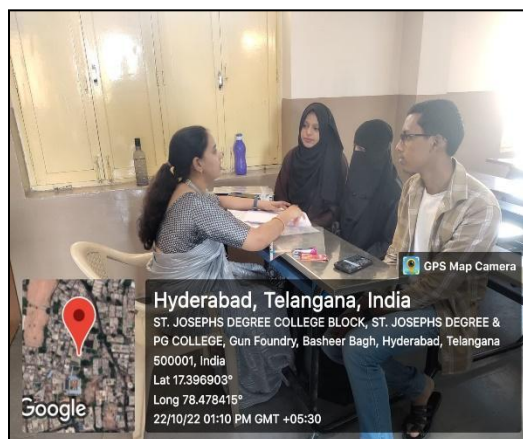 GPS Map Camera
Hyderabad, Telangana, India
ST. JOSEPHS DEGREE COLLEGE BLOCK, ST. JOSEPHS DEGREE &
PG COLLEGE, Gun Foundry, Basheer Bagh, Hyderabad, Telangana
500001, India
Lat 17.396903°
Long 78.478415°
22/10/22 01:10 PM GMT +05:30
Google